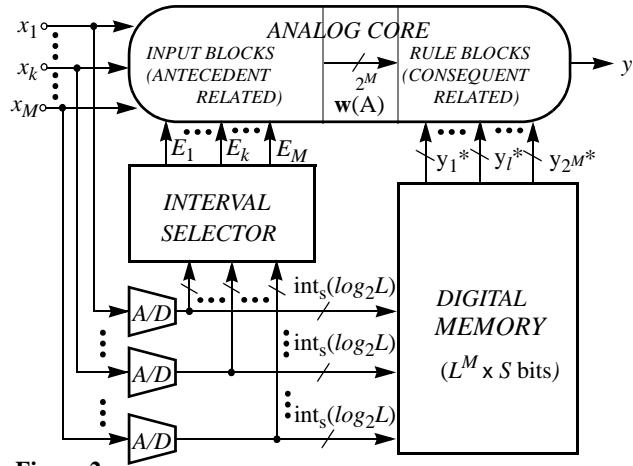 x1
xk
xM
ANALOG CORE
INPUT BLOCKS
(ANTECEDENT
RELATED)
2^M
w(A)
RULE BLOCKS
(CONSEQUENT
RELATED)
y
E1
Ek
EM
y1*
yl*
y2^M*
INTERVAL
SELECTOR
A/D
ints(log2L)
A/D
ints(log2L)
A/D
ints(log2L)
DIGITAL
MEMORY
(L^M x S bits)